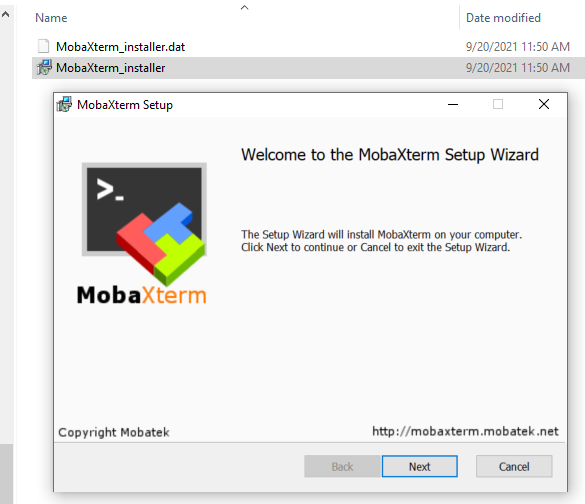 Name Date modified
MobaXterm_installer.dat 9/20/2021 11:50 AM
MobaXterm_installer 9/20/2021 11:50 AM
MobaXterm Setup
Welcome to the MobaXterm Setup Wizard
>_
The Setup Wizard will install MobaXterm on your computer.
Click Next to continue or Cancel to exit the Setup Wizard.
MobaXterm
Copyright Mobatek http://mobaxterm.mobatek.net
Back Next Cancel